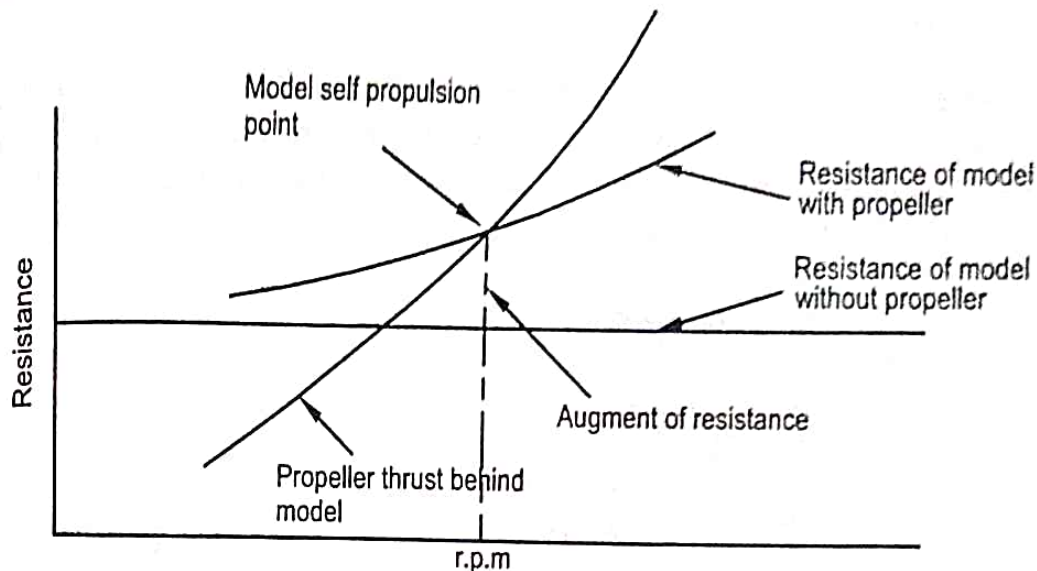 Model self propulsion
point
Resistance of model
with propeller
Resistance of model
without propeller
Resistance
Augment of resistance
Propeller thrust behind
model
r.p.m